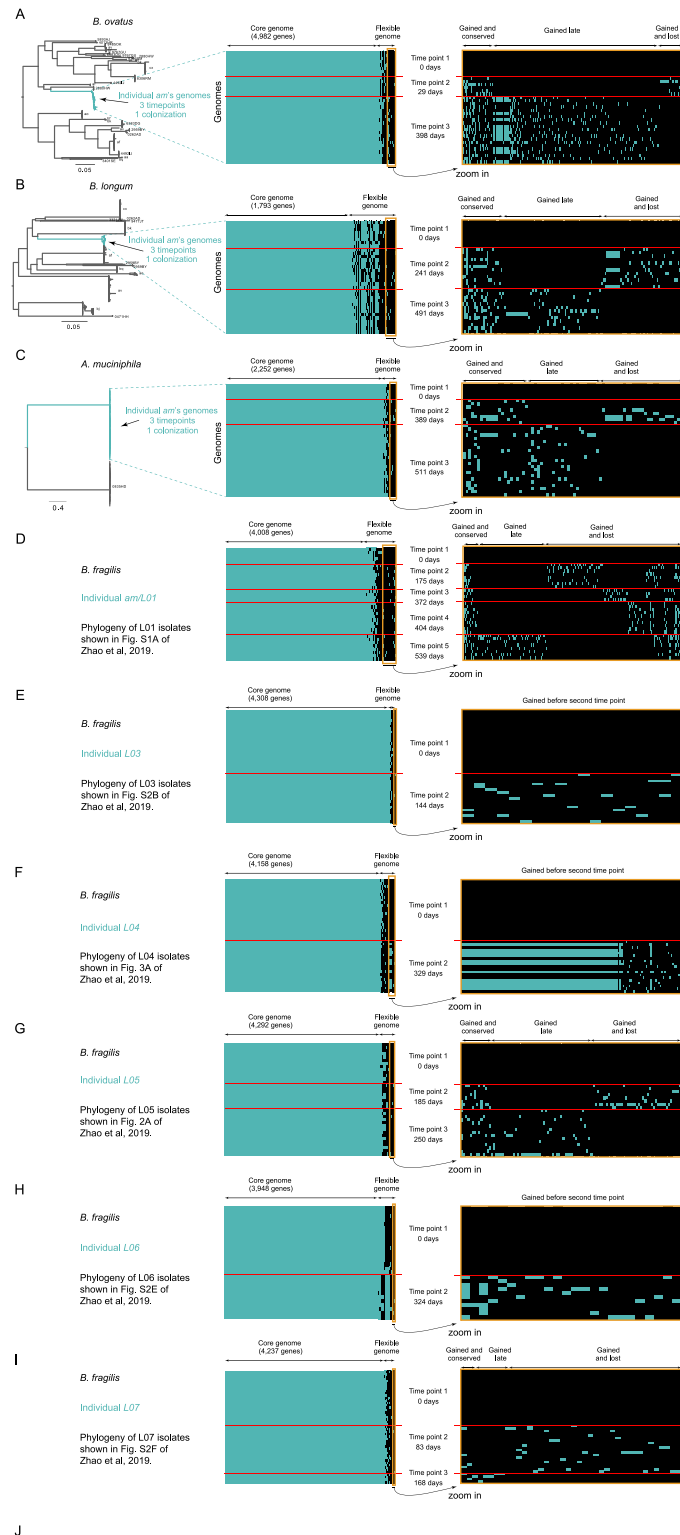 A
B. ovatus
Individual am's genomes
3 timepoints
1 colonization
0.05
Core genome
(4,982 genes)
Flexible
genome
Genomes
Time point 1
0 days
Time point 2
29 days
Time point 3
398 days
Gained and
conserved
Gained late
Gained
and lost
zoom in
B
B. longum
Individual am's genomes
3 timepoints
1 colonization
0.05
Core genome
(1,793 genes)
Flexible
genome
Genomes
Time point 1
0 days
Time point 2
241 days
Time point 3
491 days
Gained and
conserved
Gained late
Gained
and lost
zoom in
C
A. muciniphila
Individual am's genomes
3 timepoints
1 colonization
0.4
Core genome
(2,252 genes)
Flexible
genome
Genomes
Time point 1
0 days
Time point 2
389 days
Time point 3
511 days
Gained and
conserved
Gained
late
Gained
and lost
zoom in
D
B. fragilis
Individual am/L01
Phylogeny of L01 isolates
shown in Fig. S1A of
Zhao et al, 2019.
Core genome
(4,008 genes)
Flexible
genome
Time point 1
0 days
Time point 2
175 days
Time point 3
372 days
Time point 4
404 days
Time point 5
539 days
Gained and
conserved
Gained
late
Gained
and lost
zoom in
E
B. fragilis
Individual L03
Phylogeny of L03 isolates
shown in Fig. S2B of
Zhao et al, 2019.
Core genome
(4,308 genes)
Flexible
genome
Time point 1
0 days
Time point 2
144 days
Gained before second time point
zoom in
F
B. fragilis
Individual L04
Phylogeny of L04 isolates
shown in Fig. 3A of
Zhao et al, 2019.
Core genome
(4,158 genes)
Flexible
genome
Time point 1
0 days
Time point 2
329 days
Gained before second time point
zoom in
G
B. fragilis
Individual L05
Phylogeny of L05 isolates
shown in Fig. 2A of
Zhao et al, 2019.
Core genome
(4,292 genes)
Flexible
genome
Time point 1
0 days
Time point 2
185 days
Time point 3
250 days
Gained and
conserved
Gained
late
Gained
and lost
zoom in
H
B. fragilis
Individual L06
Phylogeny of L06 isolates
shown in Fig. S2E of
Zhao et al, 2019.
Core genome
(3,948 genes)
Flexible
genome
Time point 1
0 days
Time point 2
324 days
Gained before second time point
zoom in
I
B. fragilis
Individual L07
Phylogeny of L07 isolates
shown in Fig. S2F of
Zhao et al, 2019.
Core genome
(4,237 genes)
Flexible
genome
Time point 1
0 days
Time point 2
83 days
Time point 3
168 days
Gained and
conserved
Gained
late
Gained
and lost
zoom in
J